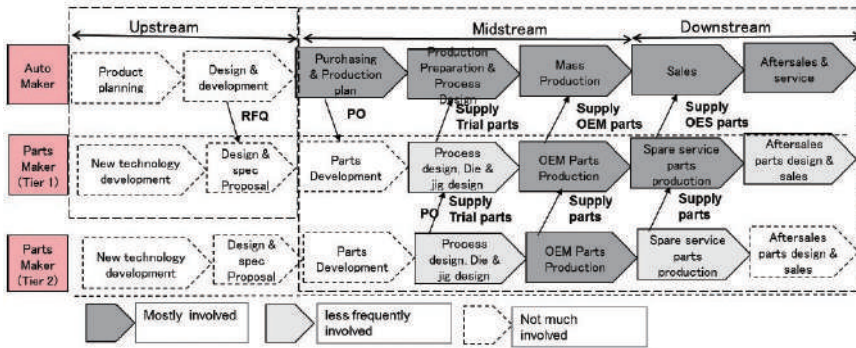 Upstream
Midstream
Downstream
Auto
Maker
Product
planning
Design &
development
Purchasing
& Production
plan
Production
Preparation &
Process
Design
Mass
Production
Sales
Aftersales &
service
RFQ
PO
Supply
Trial parts
Supply
OEM parts
Supply
OES parts
Parts
Maker
(Tier 1)
New technology
development
Design &
spec
Proposal
Parts
Development
Process
design, Die &
jig design
OEM Parts
Production
Spare service
parts
production
Aftersales
parts design &
sales
PO
Supply
Trial parts
Supply
parts
Supply
parts
Parts
Maker
(Tier 2)
New technology
development
Design &
spec
Proposal
Parts
Development
Process
design, Die &
jig design
OEM Parts
Production
Spare service
parts
production
Aftersales
parts design &
sales
Mostly
involved
less frequently
involved
Not much
involved